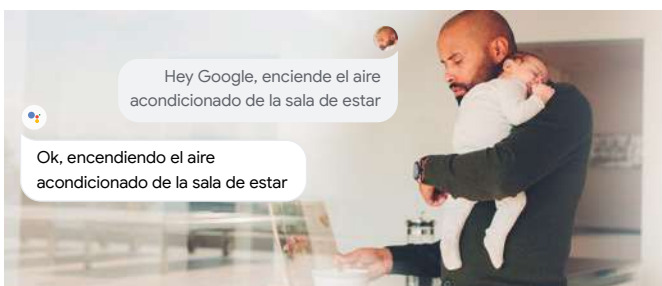 Hey Google, enciende el aire
acondicionado de la sala de estar
Ok, encendiendo el aire
acondicionado de la sala de estar